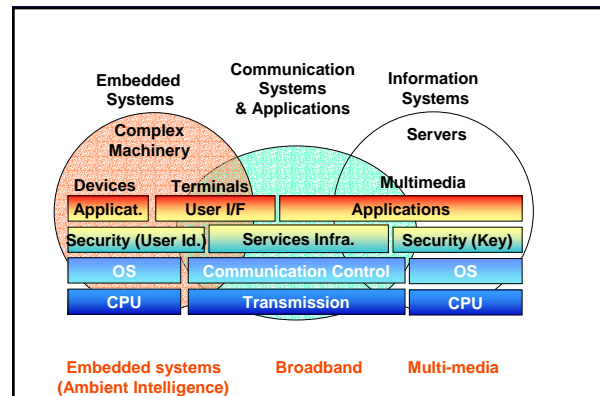 Embedded
Systems
Communication
Systems
& Applications
Information
Systems
Complex
Machinery
Servers
Devices
Terminals
Multimedia
Applicat.
User I/F
Applications
Security (User Id.)
Services Infra.
Security (Key)
OS
Communication Control
OS
CPU
Transmission
CPU
Embedded systems
(Ambient Intelligence)
Broadband
Multi-media